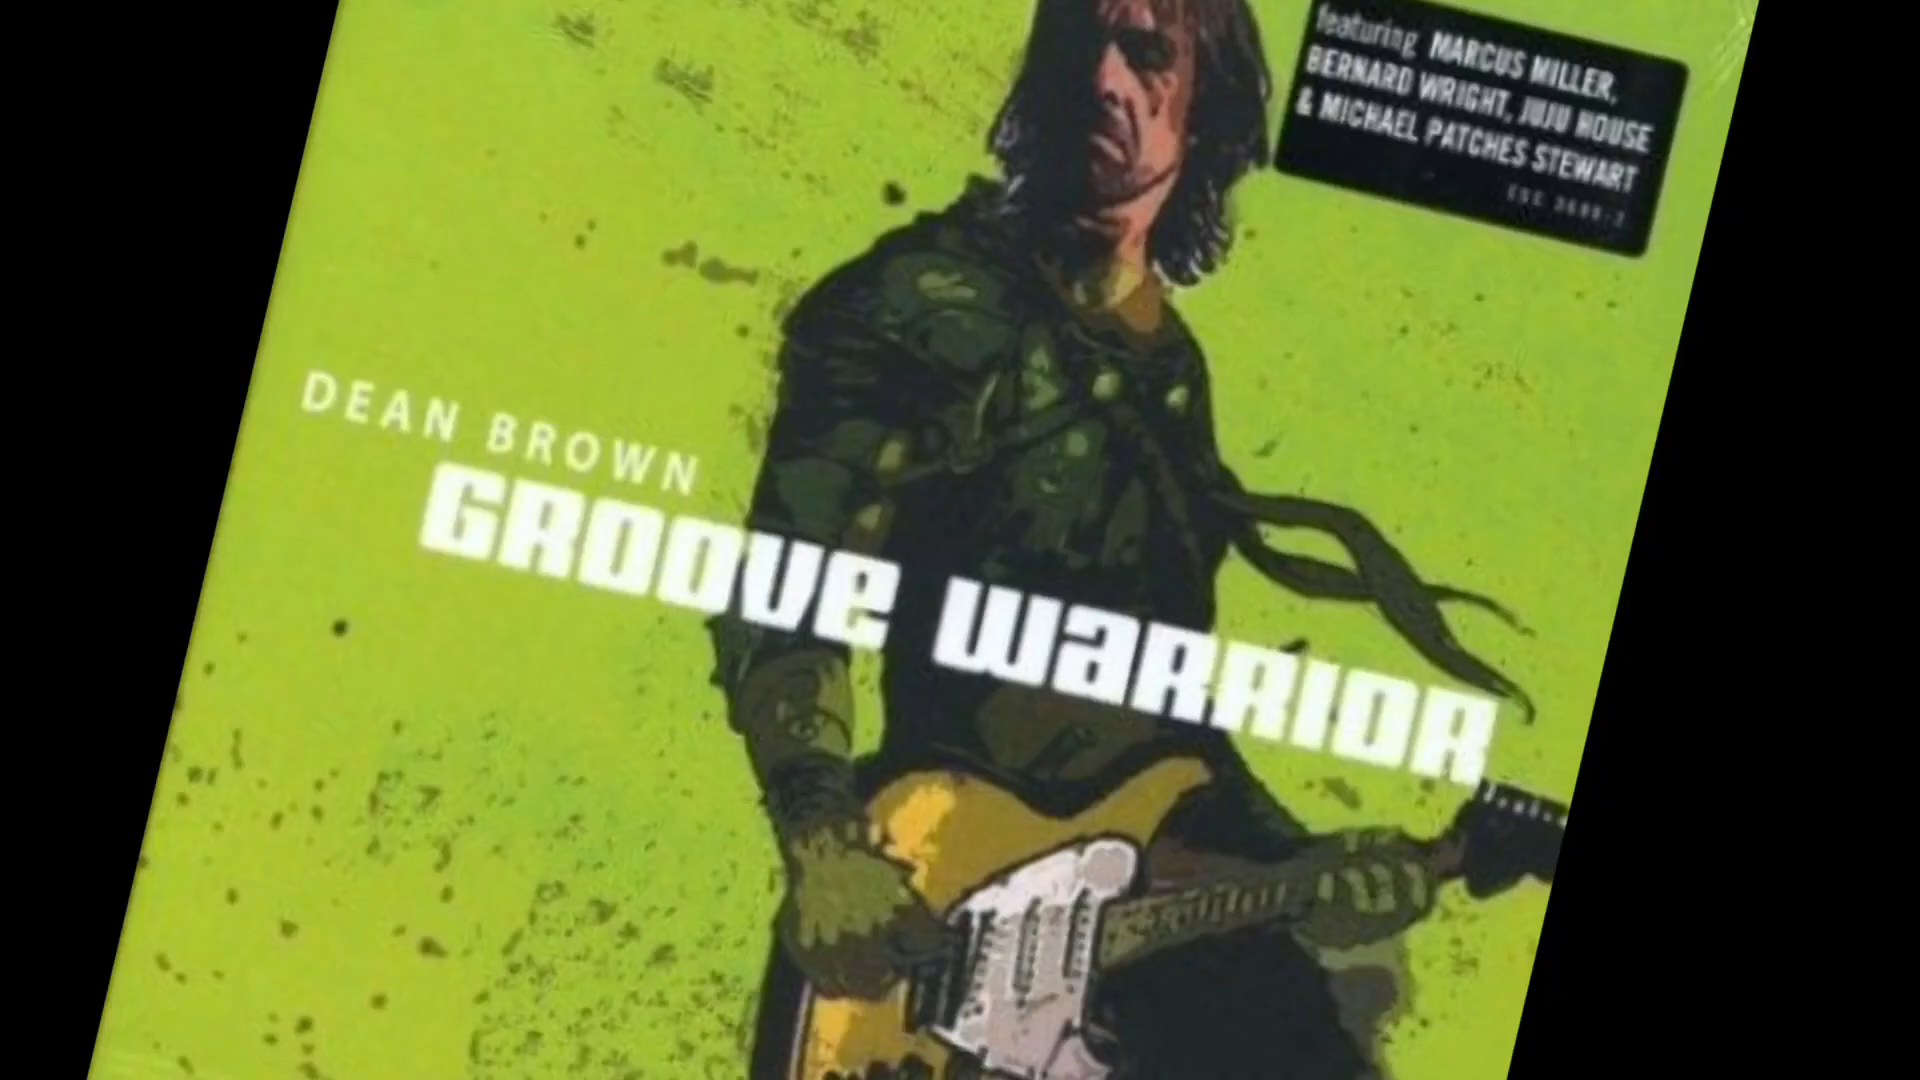 featuring MARCUS MILLER,
BERNARD WRIGHT, JUJU HOUSE
& MICHAEL PATCHES STEWART
DEAN BROWN
GROOVE WARRIOR